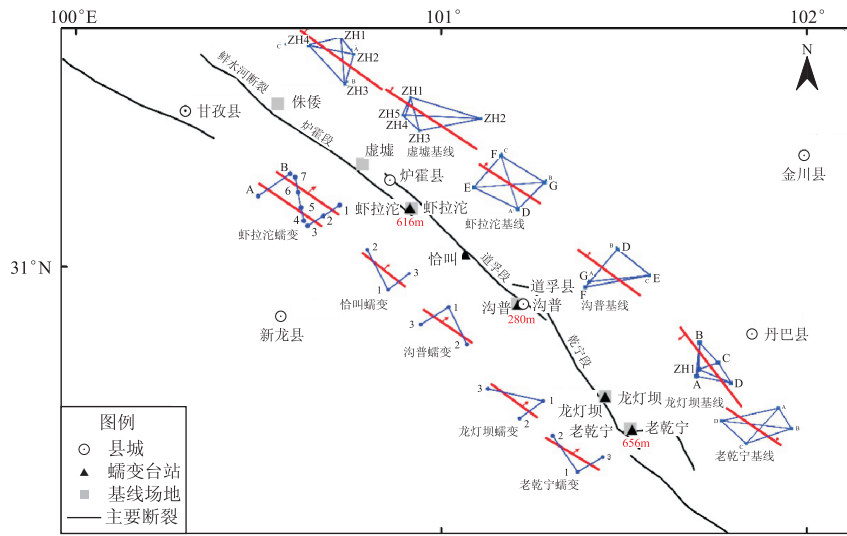 100°E
101°
102°
N
31°N
鲜水河断裂
炉霍段
道孚段
乾宁段
甘孜县
侏倭
虚墟
炉霍县
虾拉沱
虾拉沱
616m
恰叫
道孚县
沟普
沟普
280m
龙灯坝
龙灯坝
老乾宁
老乾宁
656m
新龙县
金川县
丹巴县
C
ZH4
ZH1
A
ZH2
B
ZH3
ZH1
ZH5
ZH4
ZH2
ZH3
虚墟基线
F
C
E
B
G
A
D
虾拉沱基线
B
D
G
A
C
E
F
沟普基线
B
C
ZH1
A
D
龙灯坝基线
A
D
B
C
老乾宁基线
B
7
A
6
5
1
4
2
3
虾拉沱蠕变
2
3
1
恰叫蠕变
1
3
2
沟普蠕变
3
1
2
龙灯坝蠕变
2
3
1
老乾宁蠕变
图例
县城
蠕变台站
基线场地
主要断裂